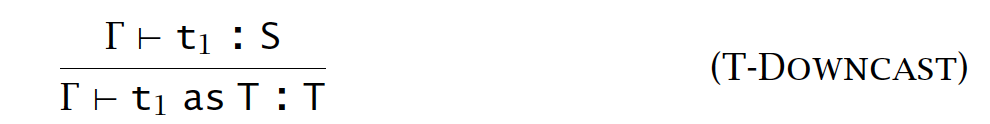 Γ ⊢ t₁ : S
Γ ⊢ t₁ as T : T (T-DOWNCAST)